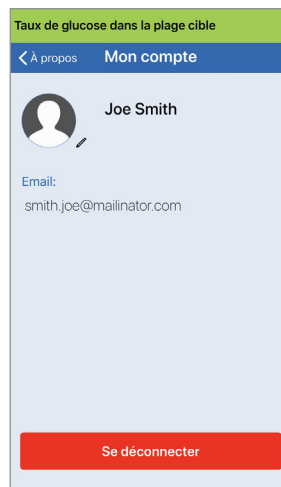 Taux de glucose dans la plage cible
À propos Mon compte
Joe Smith
Email:
smith.joe@mailinator.com
Se déconnecter